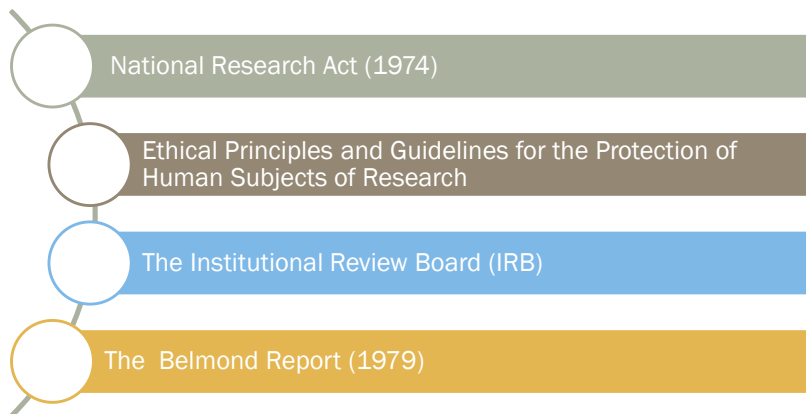 National Research Act (1974)
Ethical Principles and Guidelines for the Protection of
Human Subjects of Research
The Institutional Review Board (IRB)
The  Belmond Report (1979)